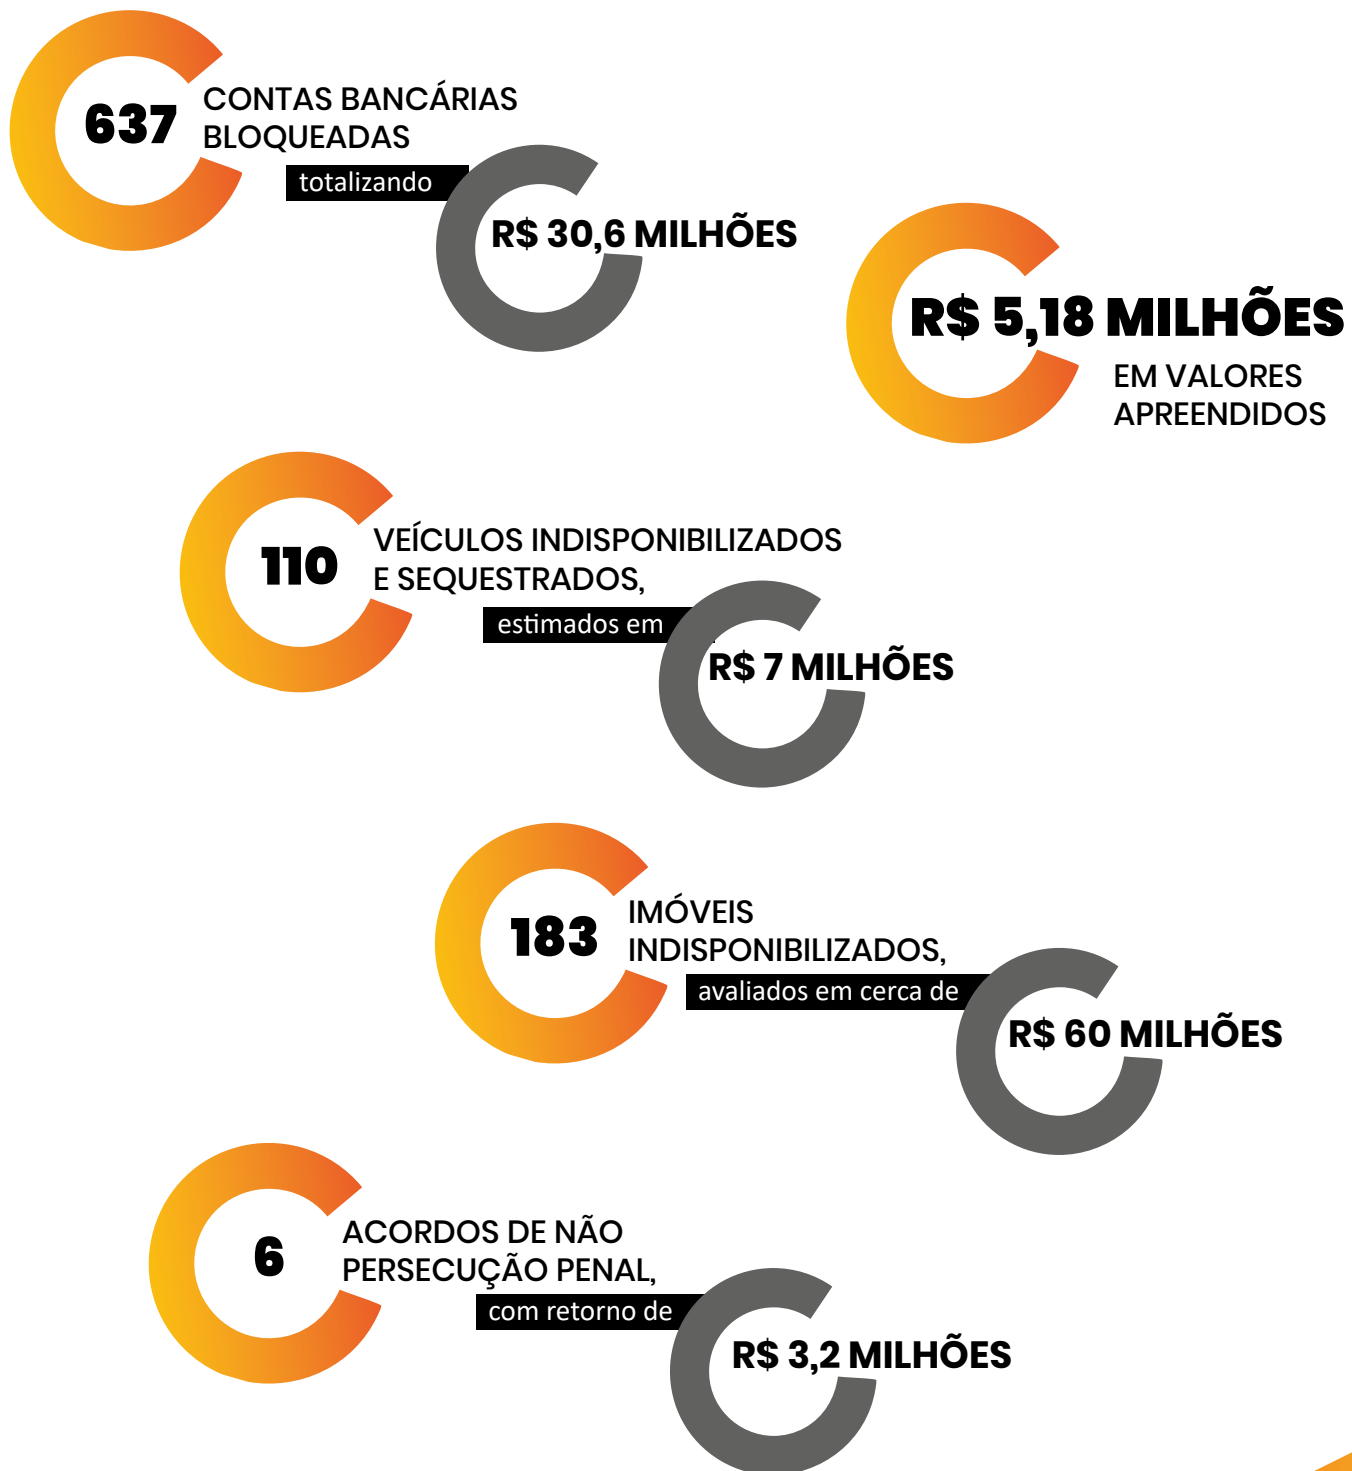 637
CONTAS BANCÁRIAS
BLOQUEADAS
totalizando
R$ 30,6 MILHÕES
R$ 5,18 MILHÕES
EM VALORES
APREENDIDOS
110
VEÍCULOS INDISPONIBILIZADOS
E SEQUESTRADOS,
estimados em
R$ 7 MILHÕES
183
IMÓVEIS
INDISPONIBILIZADOS,
avaliados em cerca de
R$ 60 MILHÕES
6
ACORDOS DE NÃO
PERSECUÇÃO PENAL,
com retorno de
R$ 3,2 MILHÕES